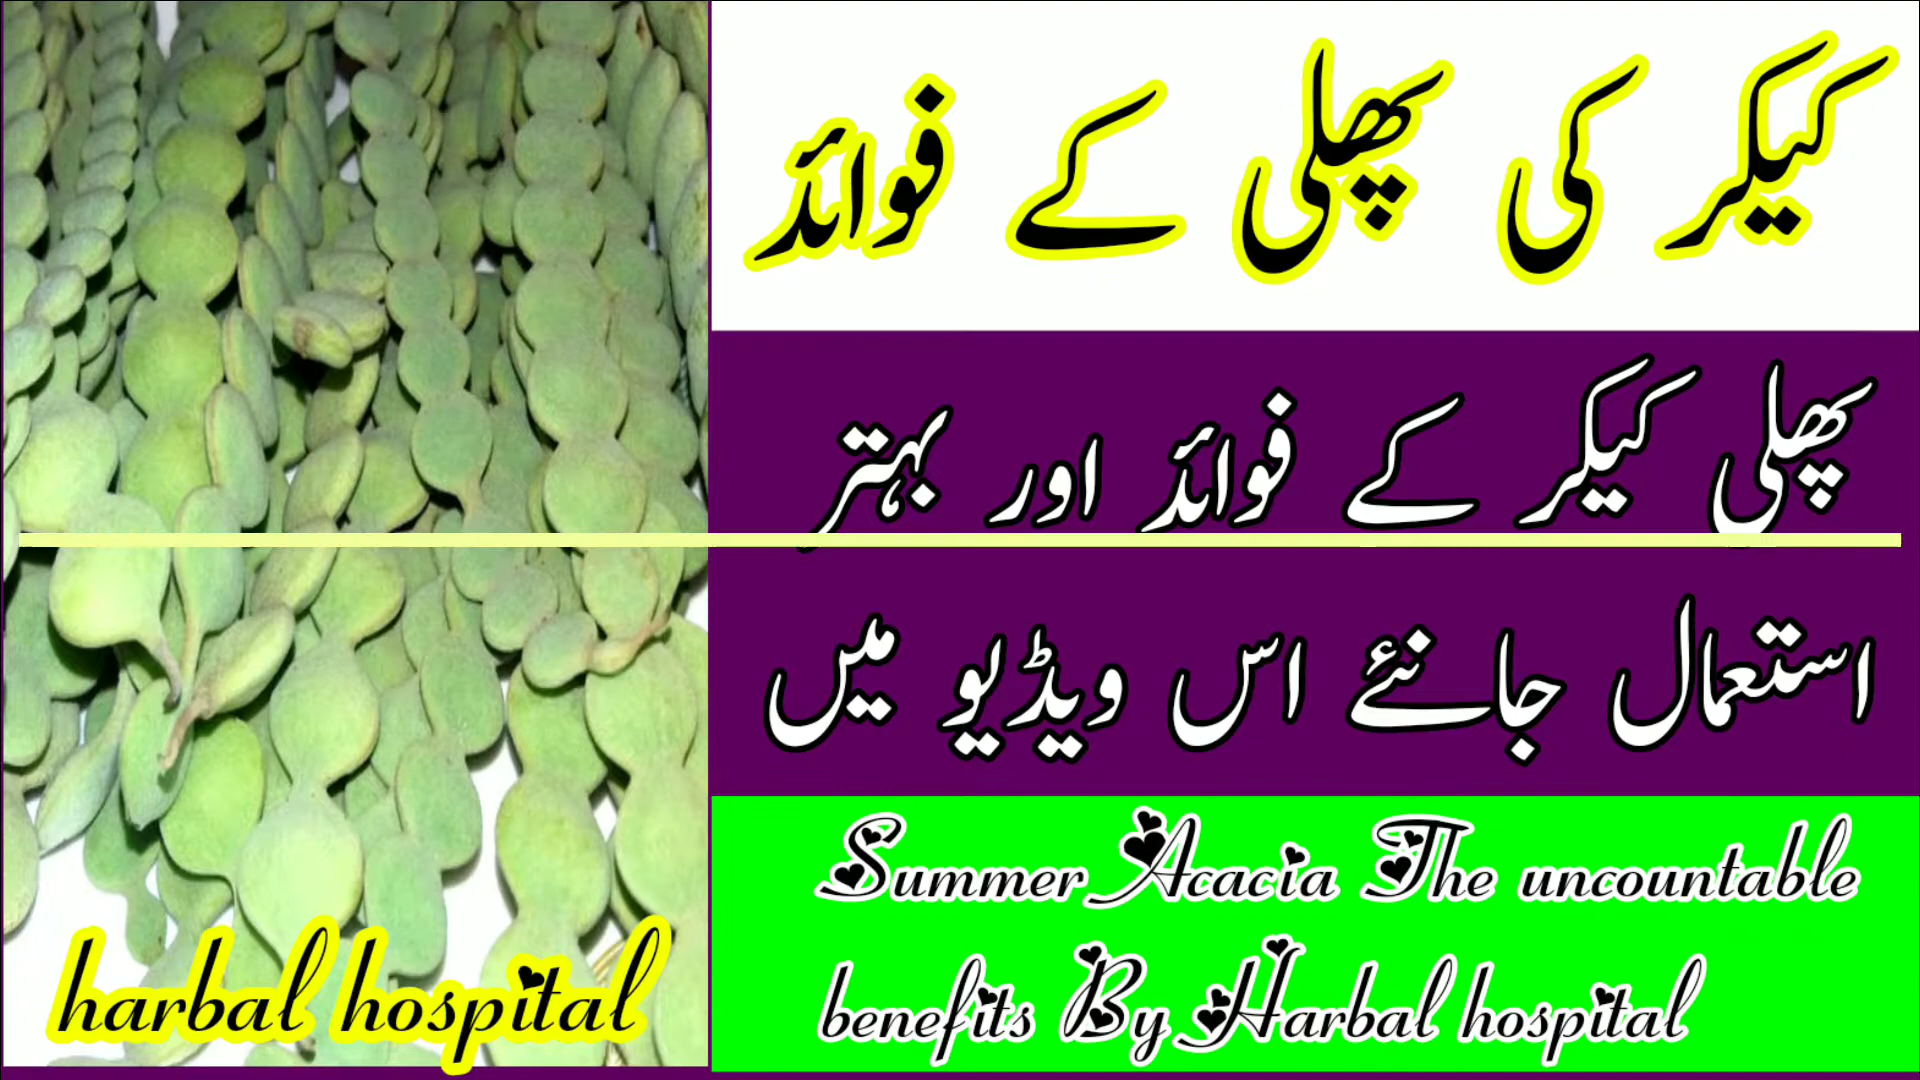 کیکر کی پھلی کے فوائد
پھلی کیکر کے فوائد اور بہتر
استعمال جانئے اس ویڈیو میں
Summer Acacia The uncountable
benefits By Harbal hospital
harbal hospital